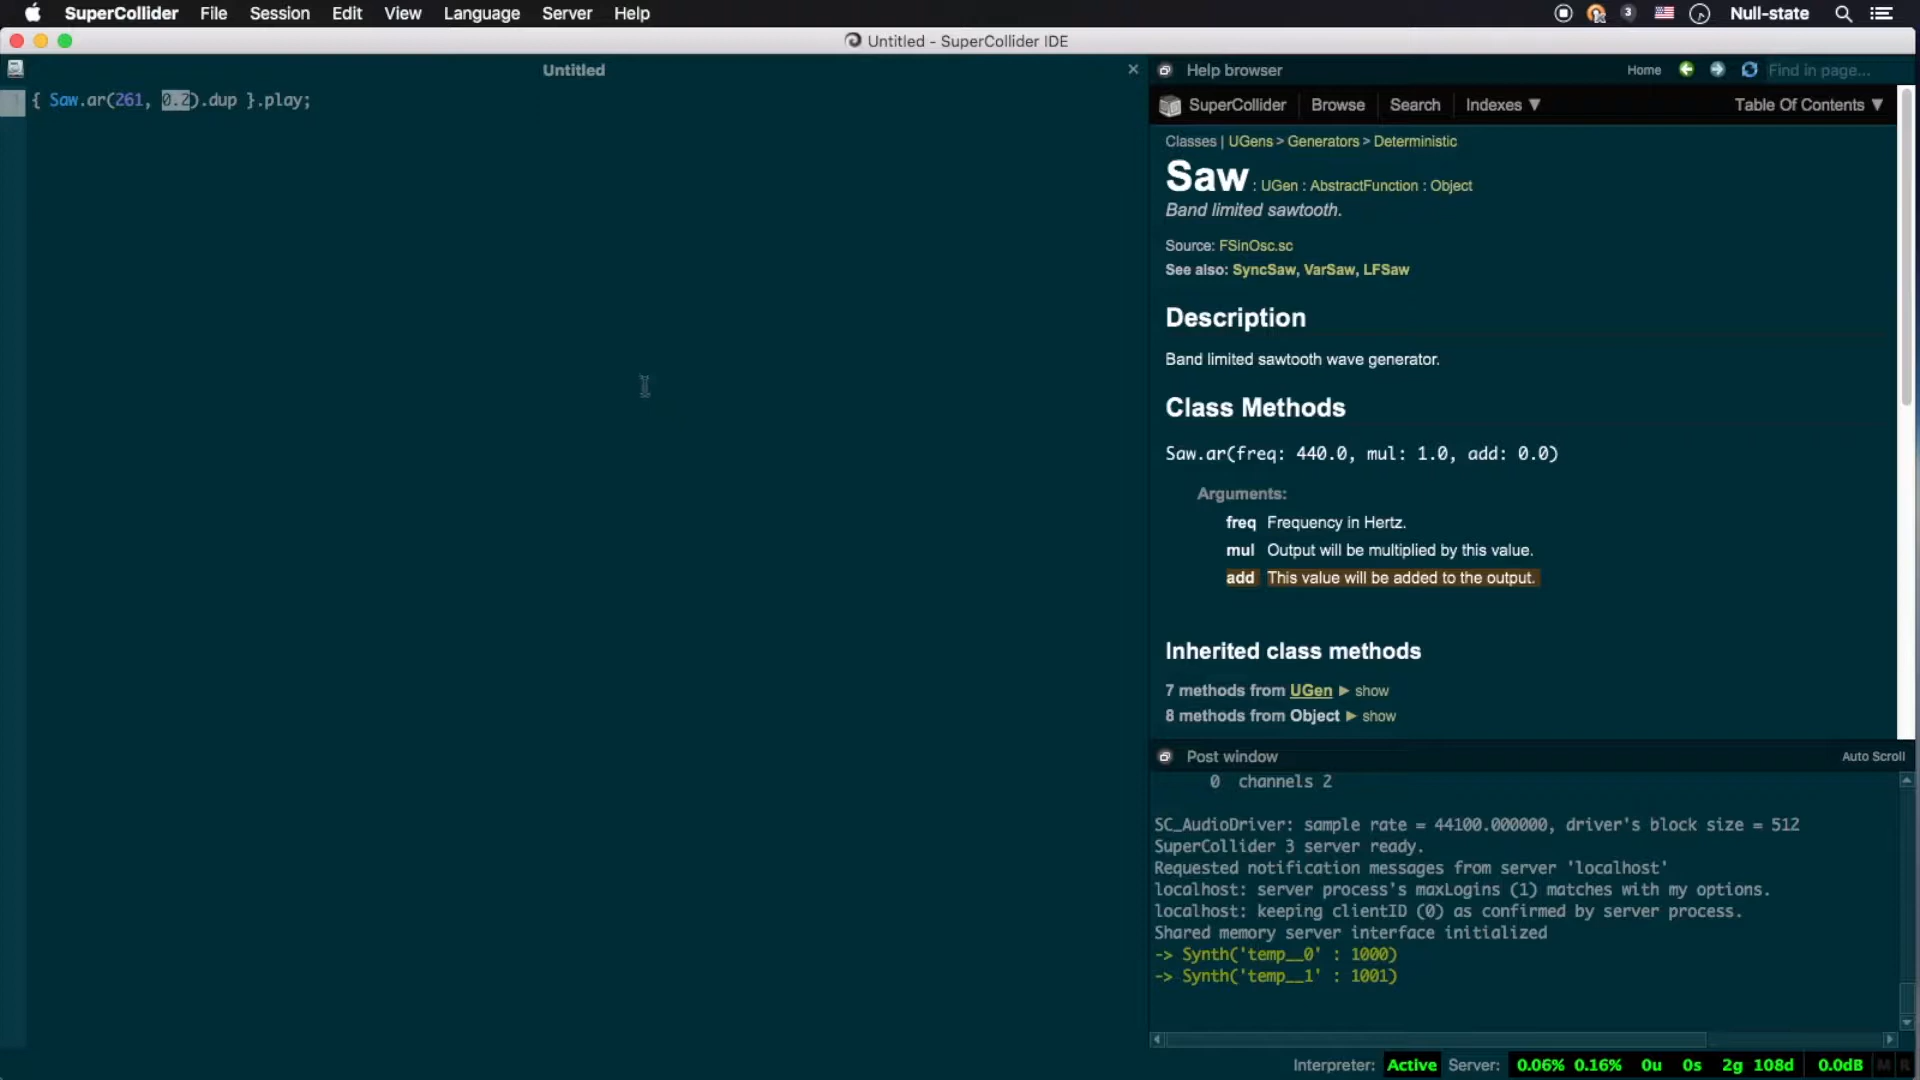 SuperCollider File Session Edit View Language Server Help 3 Null-state
Untitled - SuperCollider IDE
Untitled
{ Saw.ar(261, 0.2).dup }.play;
Help browser Home Find in page...
SuperCollider Browse Search Indexes ▼ Table Of Contents ▼
Classes | UGens > Generators > Deterministic
Saw : UGen : AbstractFunction : Object
Band limited sawtooth.
Source: FSinOsc.sc
See also: SyncSaw, VarSaw, LFSaw
Description
Band limited sawtooth wave generator.
Class Methods
Saw.ar(freq: 440.0, mul: 1.0, add: 0.0)
Arguments:
freq Frequency in Hertz.
mul Output will be multiplied by this value.
add This value will be added to the output.
Inherited class methods
7 methods from UGen ► show
8 methods from Object ► show
Post window Auto Scroll
0 channels 2
SC_AudioDriver: sample rate = 44100.000000, driver's block size = 512
SuperCollider 3 server ready.
Requested notification messages from server 'localhost'
localhost: server process's maxLogins (1) matches with my options.
localhost: keeping clientID (0) as confirmed by server process.
Shared memory server interface initialized
-> Synth('temp__0' : 1000)
-> Synth('temp__1' : 1001)
Interpreter: Active Server: 0.06% 0.16% 0u 0s 2g 108d 0.0dB M R